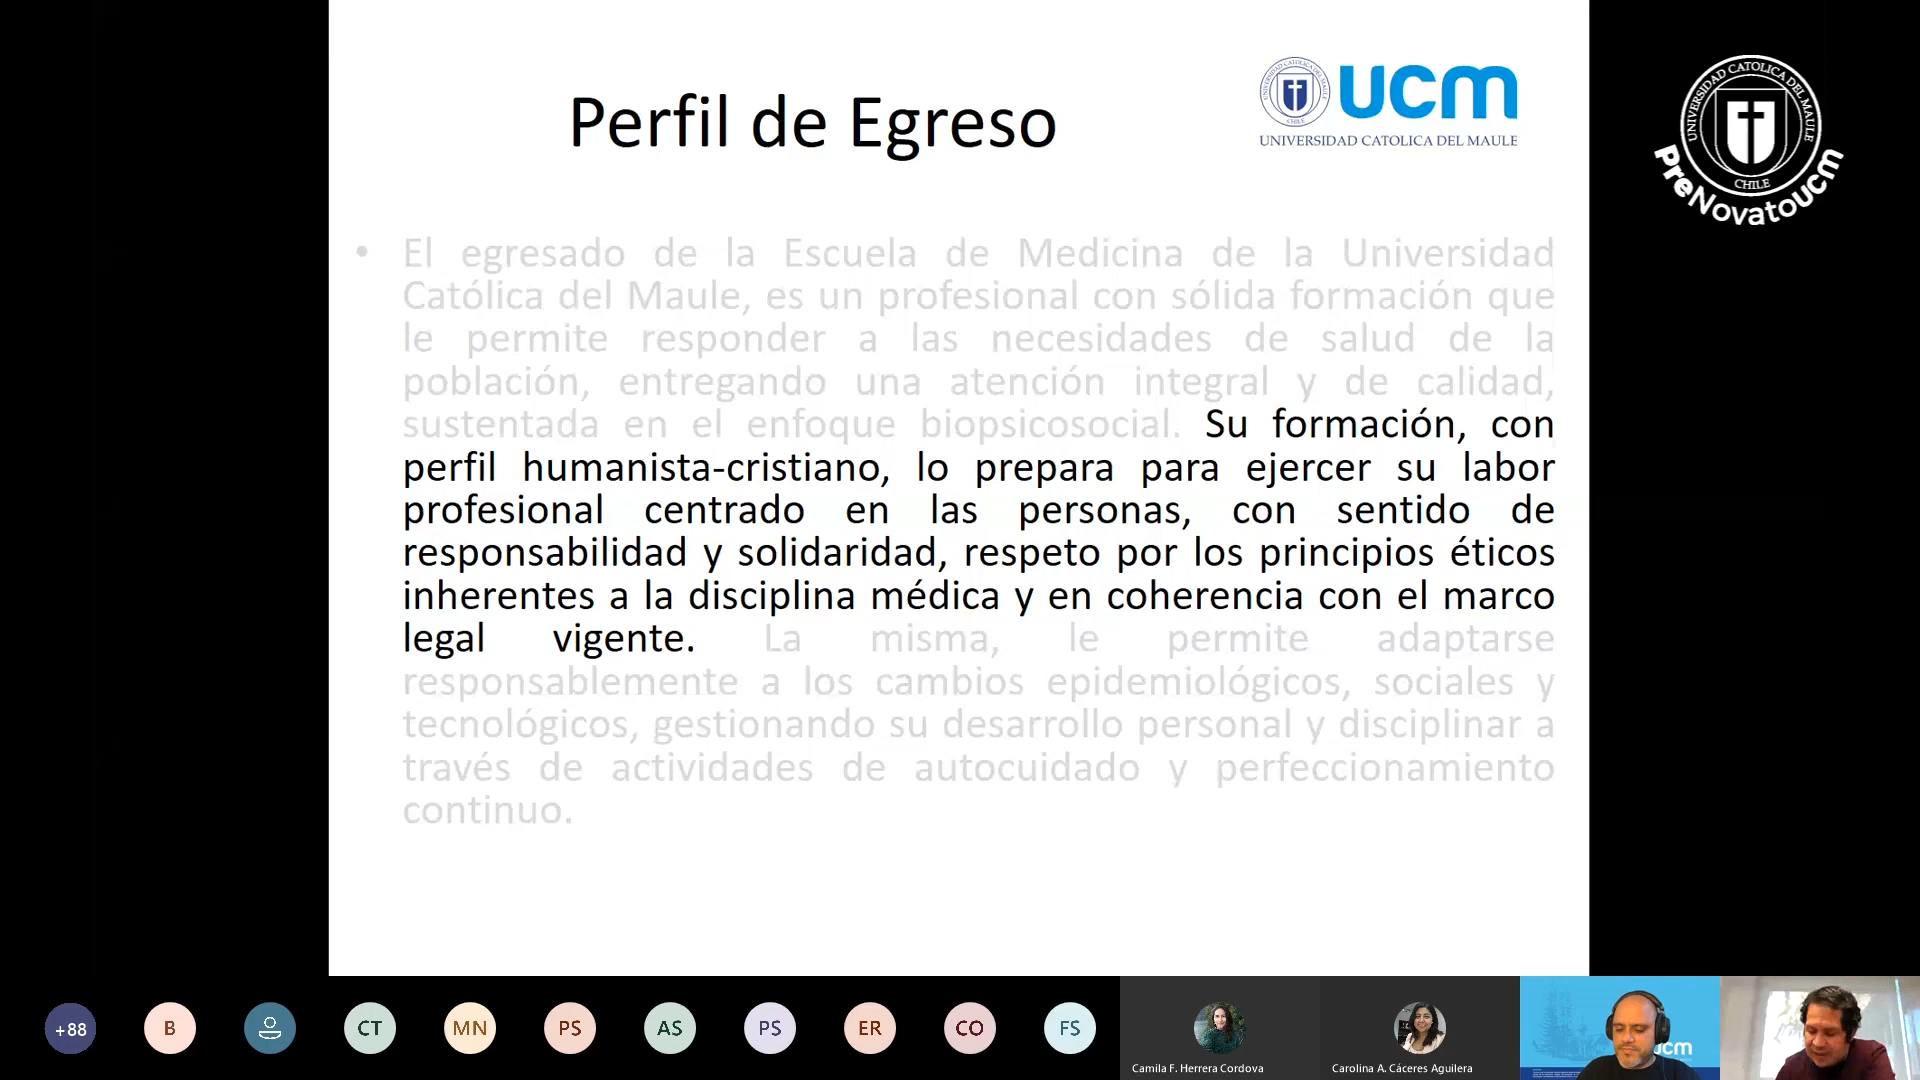 Perfil de Egreso
UNIVERSIDAD CATOLICA DEL MAULE
CHILE
ucm
UNIVERSIDAD CATOLICA DEL MAULE
UNIVERSIDAD CATOLICA DEL MAULE
CHILE
PreNovatoucm
• El egresado de la Escuela de Medicina de la Universidad
Católica del Maule, es un profesional con sólida formación que
le permite responder a las necesidades de salud de la
población, entregando una atención integral y de calidad,
sustentada en el enfoque biopsicosocial. Su formación, con
perfil humanista-cristiano, lo prepara para ejercer su labor
profesional centrado en las personas, con sentido de
responsabilidad y solidaridad, respeto por los principios éticos
inherentes a la disciplina médica y en coherencia con el marco
legal vigente. La misma, le permite adaptarse
responsablemente a los cambios epidemiológicos, sociales y
tecnológicos, gestionando su desarrollo personal y disciplinar a
través de actividades de autocuidado y perfeccionamiento
continuo.
+88
B
CT
MN
PS
AS
PS
ER
CO
FS
Camila F. Herrera Cordova
Carolina A. Cáceres Aguilera
ucm